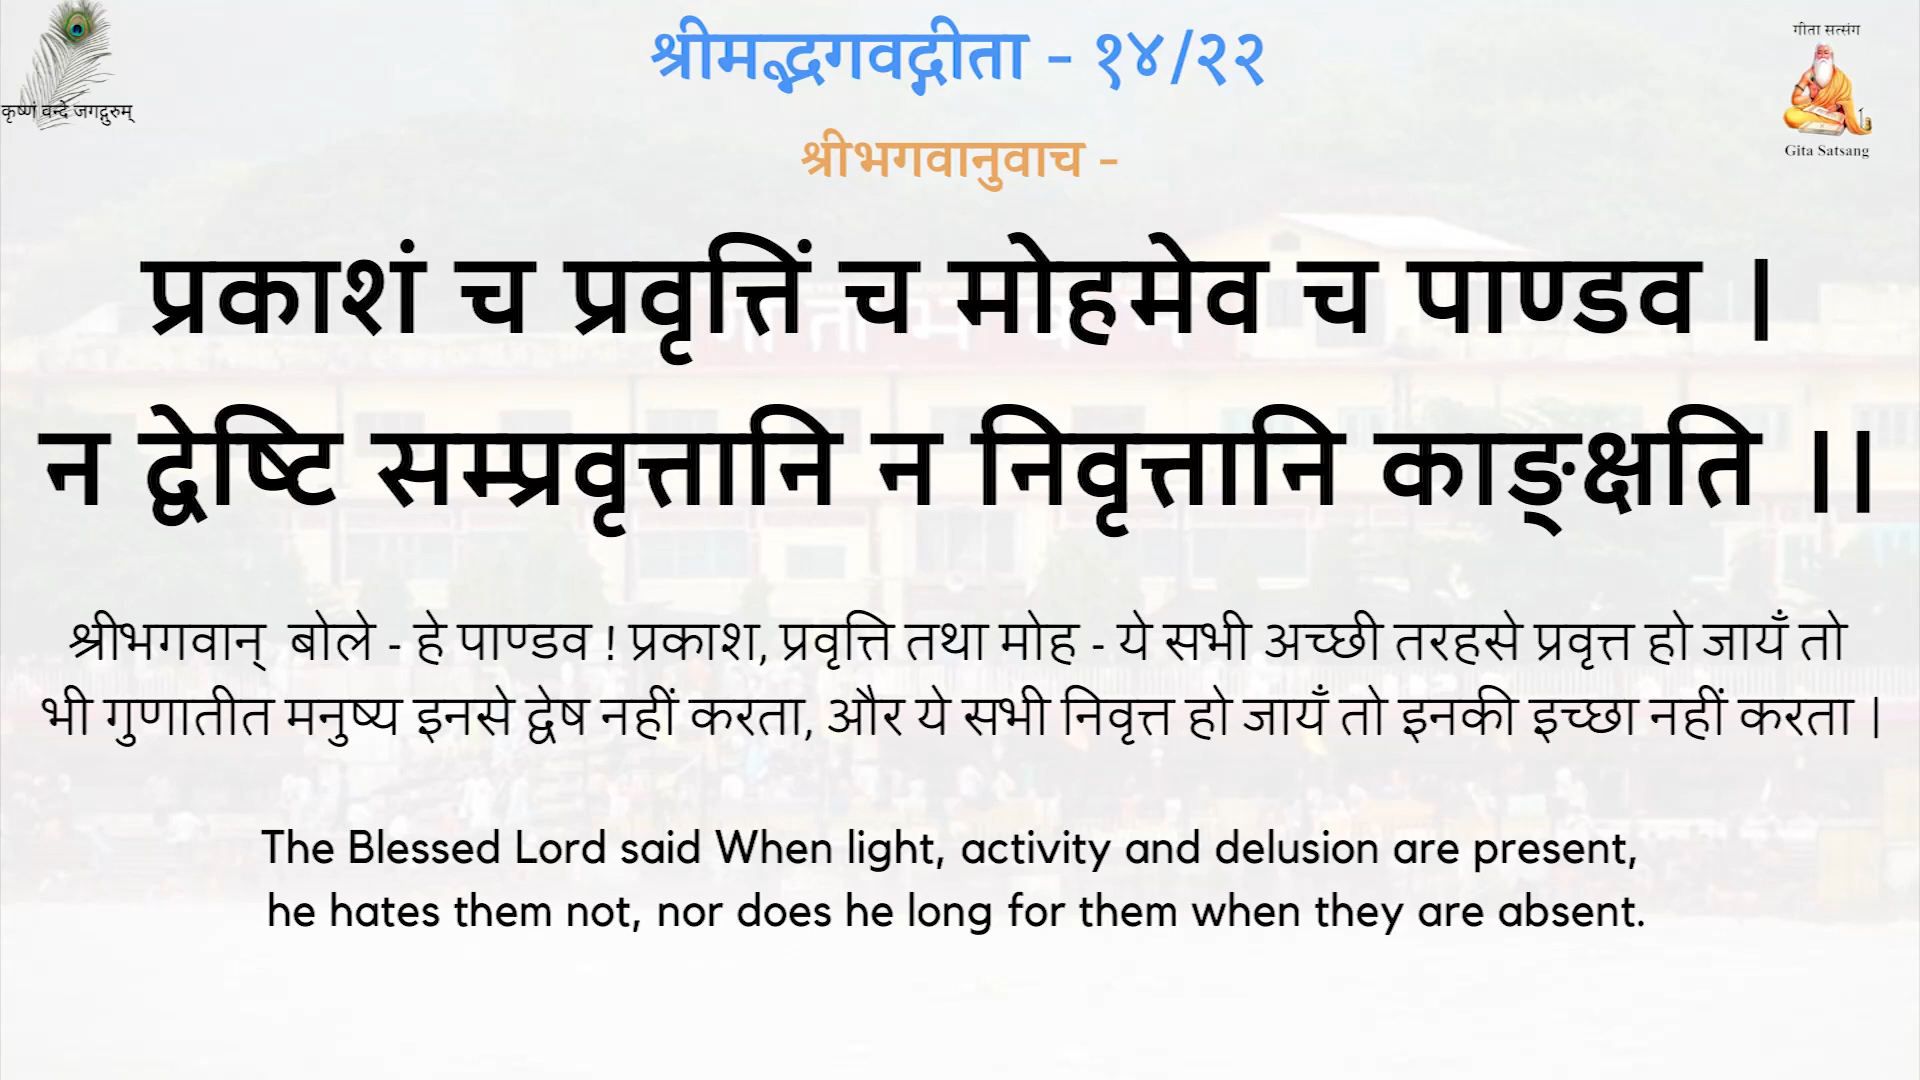 श्रीमद्भगवद्गीता - १४/२२
गीता सत्संग
कृष्णं वन्दे जगद्गुरुम्
Gita Satsang
श्रीभगवानुवाच -
प्रकाशं च प्रवृत्तिं च मोहमेव च पाण्डव ।
न द्वेष्टि सम्प्रवृत्तानि न निवृत्तानि काङ्क्षति ।।
श्रीभगवान् बोले - हे पाण्डव ! प्रकाश, प्रवृत्ति तथा मोह - ये सभी अच्छी तरहसे प्रवृत्त हो जायँ तो
भी गुणातीत मनुष्य इनसे द्वेष नहीं करता, और ये सभी निवृत्त हो जायँ तो इनकी इच्छा नहीं करता ।
The Blessed Lord said When light, activity and delusion are present,
he hates them not, nor does he long for them when they are absent.